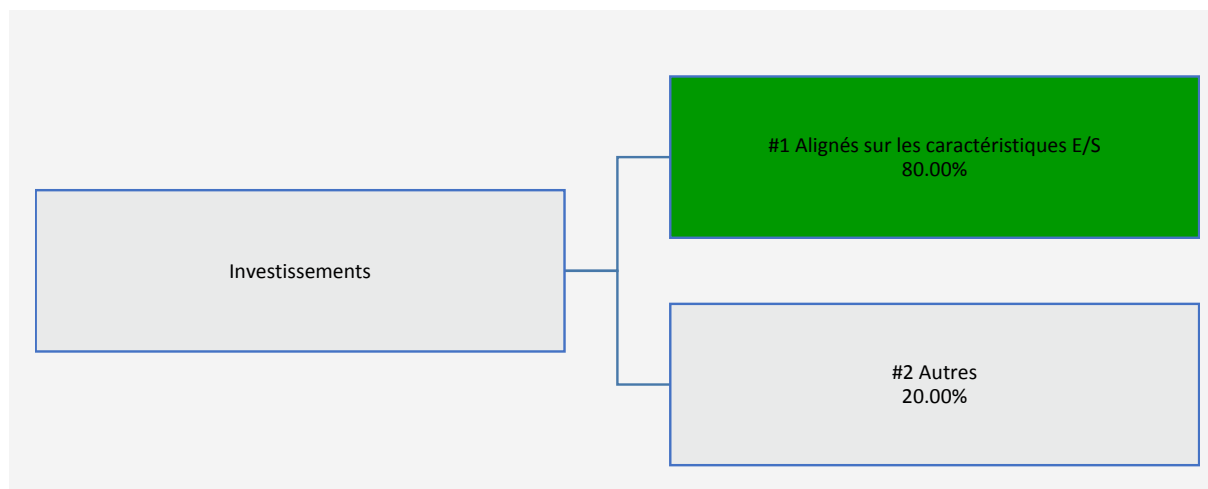 #1 Alignés sur les caractéristiques E/S
80.00%
Investissements
#2 Autres
20.00%